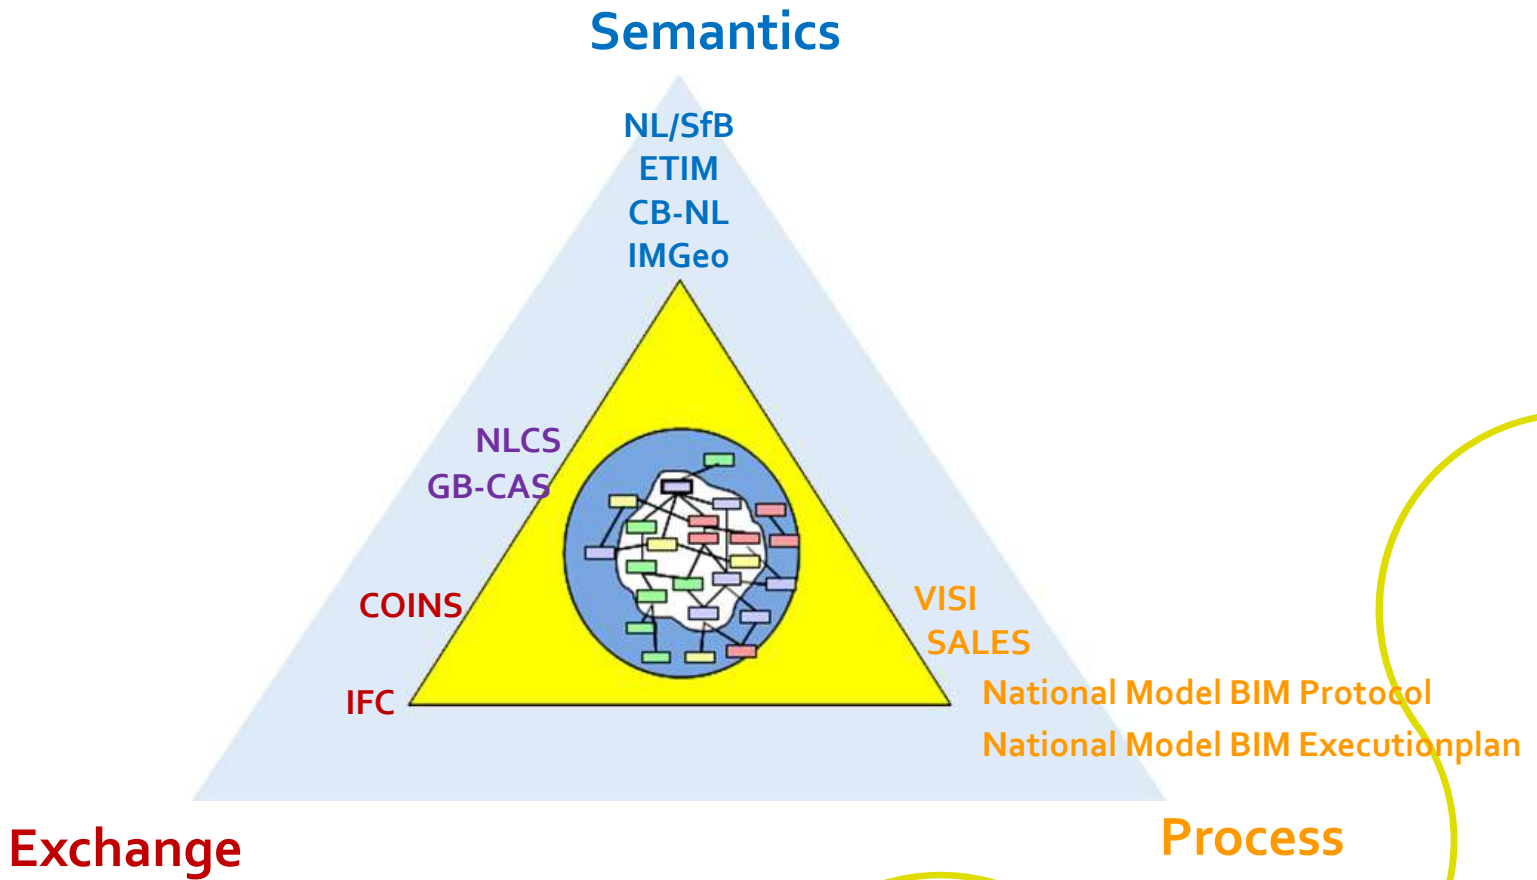 Semantics
NL/SfB
ETIM
CB-NL
IMGeo
NLCS
GB-CAS
COINS
IFC
VISI
SALES
National Model BIM Protocol
National Model BIM Executionplan
Exchange
Process